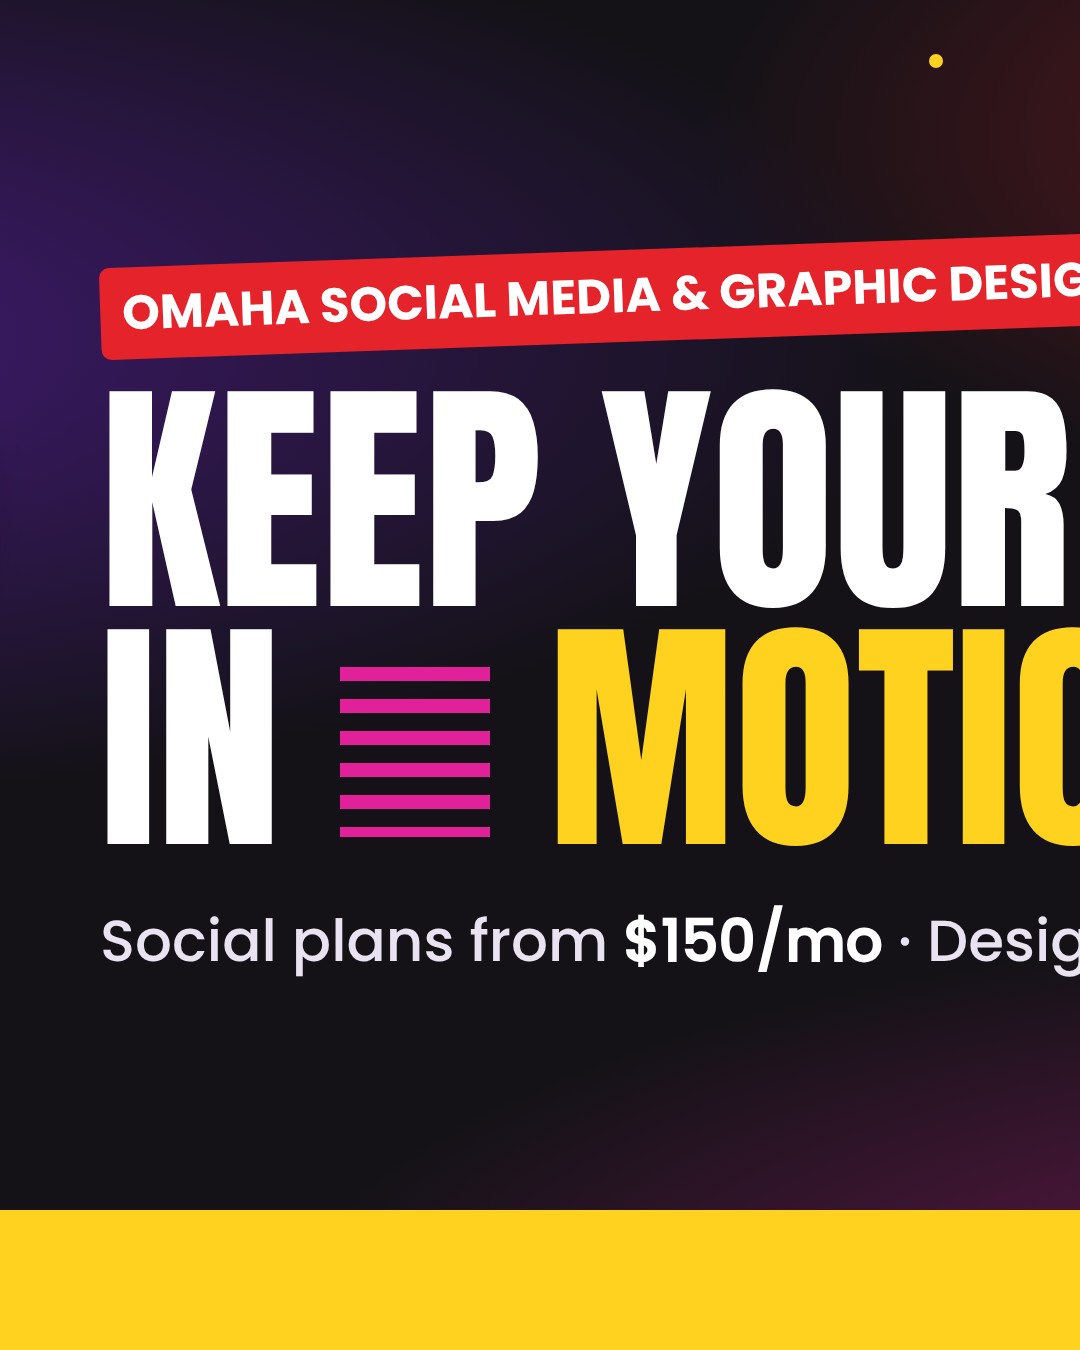 OMAHA SOCIAL MEDIA & GRAPHIC DESIG
KEEP YOUR
IN MOTIO
Social plans from $150/mo · Desig